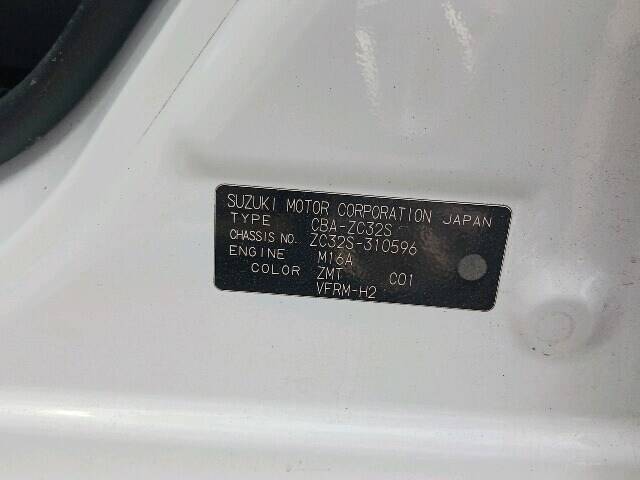 SUZUKI MOTOR CORPORATION JAPAN
TYPE CBA-ZC32S
CHASSIS NO. ZC32S-310596
ENGINE M16A
COLOR ZMT C01
VFRM-H2